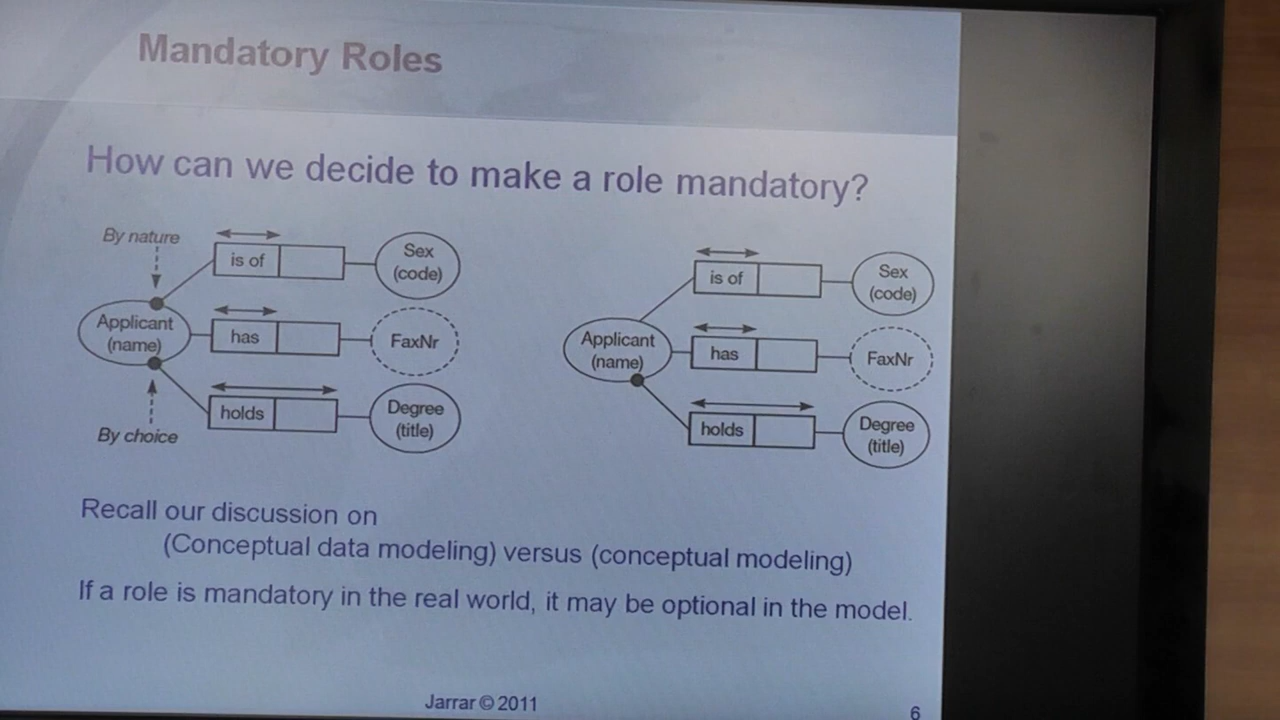 Mandatory Roles
How can we decide to make a role mandatory?
By nature
is of
Sex
(code)
Applicant
(name)
has
FaxNr
holds
Degree
(title)
By choice
is of
Sex
(code)
Applicant
(name)
has
FaxNr
holds
Degree
(title)
Recall our discussion on
(Conceptual data modeling) versus (conceptual modeling)
If a role is mandatory in the real world, it may be optional in the model.
Jarrar © 2011
6